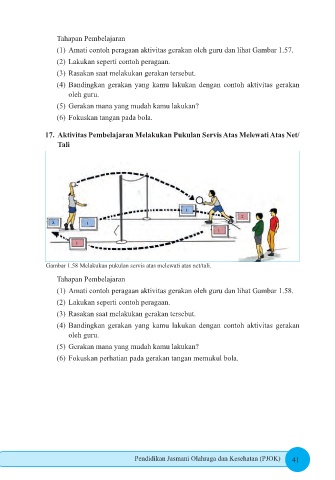 Tahapan Pembelajaran
(1) Amati contoh peragaan aktivitas gerakan oleh guru dan lihat Gambar 1.57.
(2) Lakukan seperti contoh peragaan.
(3) Rasakan saat melakukan gerakan tersebut.
(4) Bandingkan gerakan yang kamu lakukan dengan contoh aktivitas gerakan
oleh guru.
(5) Gerakan mana yang mudah kamu lakukan?
(6) Fokuskan tangan pada bola.
17. Aktivitas Pembelajaran Melakukan Pukulan Servis Atas Melewati Atas Net/
Tali
Gambar 1.58 Melakukan pukulan servis atas melewati atas net/tali.
Tahapan Pembelajaran
(1) Amati contoh peragaan aktivitas gerakan oleh guru dan lihat Gambar 1.58.
(2) Lakukan seperti contoh peragaan.
(3) Rasakan saat melakukan gerakan tersebut.
(4) Bandingkan gerakan yang kamu lakukan dengan contoh aktivitas gerakan
oleh guru.
(5) Gerakan mana yang mudah kamu lakukan?
(6) Fokuskan perhatian pada gerakan tangan memukul bola.
Pendidikan Jasmani Olahraga dan Kesehatan (PJOK) 41